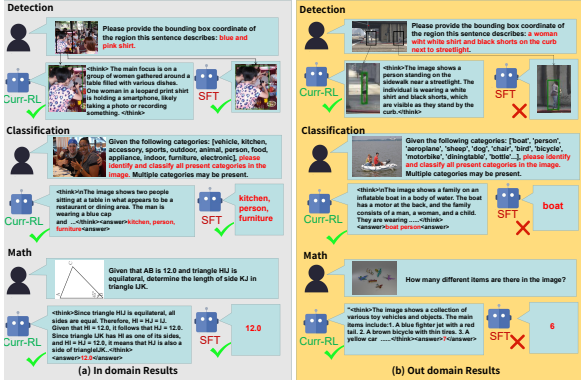 Detection
Please provide the bounding box coordinate of
the region this sentence describes: blue and
pink shirt.
<think> The main focus is on a
group of women gathered around a
table filled with various dishes.
One woman in a leopard print shirt
is holding a smartphone, likely
taking a photo or recording
something. </think>
Curr-RL
SFT
Classification
Given the following categories: [vehicle, kitchen,
accessory, sports, outdoor, animal, person, food,
appliance, indoor, furniture, electronic], please
identify and classify all present categories in the
image. Multiple categories may be present.
<think>\nThe image shows two people
sitting at a table in what appears to be a
restaurant or dining area. The man is
wearing a blue cap
and ...</think><answer>kitchen, person,
furniture<answer>
Curr-RL
SFT
kitchen,
person,
furniture
Math
Given that AB is 12.0 and triangle HIJ is
equilateral, determine the length of side KJ in
triangle IJK.
<think>Since triangle HIJ is equilateral, all
sides are equal. Therefore, HI = HJ = IJ.
Given that HI = 12.0, it follows that HJ = 12.0.
Since triangle IJK has HI as one of its sides,
and HI = HJ = 12.0, it means that HJ is also a
side of triangleIJK..</think>
<answer>12.0</answer>
Curr-RL
SFT
12.0
(a) In domain Results
Detection
Please provide the bounding box coordinate of
the region this sentence describes: a woman
wiht white shirt and black shorts on the curb
next to streetlight.
<think>The image shows a
person standing on the
sidewalk near a streetlight. The
individual is wearing a white
shirt and black shorts, which
are visible as they stand by the
curb.</think>
Curr-RL
SFT
Classification
Given the following categories: ['boat', 'person',
'aeroplane', 'sheep', 'dog', 'chair', 'bird', 'bicycle',
'motorbike', 'diningtable', 'bottle'...], please identify
and classify all present categories in the image.
Multiple categories may be present.
<think>\nThe image shows a family on an
inflatable boat in a body of water. The boat
has a motor at the back, and the family
consists of a man, a woman, and a child.
They are wearing .....</think>
<answer>boat person<answer>
Curr-RL
SFT
boat
Math
How many different items are there in the image?
"<think>The image shows a collection of
various toy vehicles and objects. The main
items include:1. A blue fighter jet with a red
tail. 2. A brown bicycle with thin tires. 3. A
yellow car ......</think><answer>7</answer>
Curr-RL
SFT
6
(b) Out domain Results